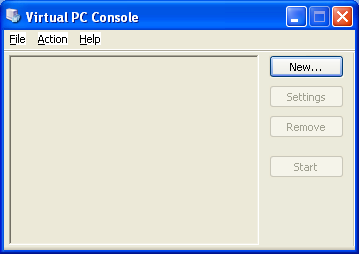 Virtual PC Console
File Action Help
New...
Settings
Remove
Start